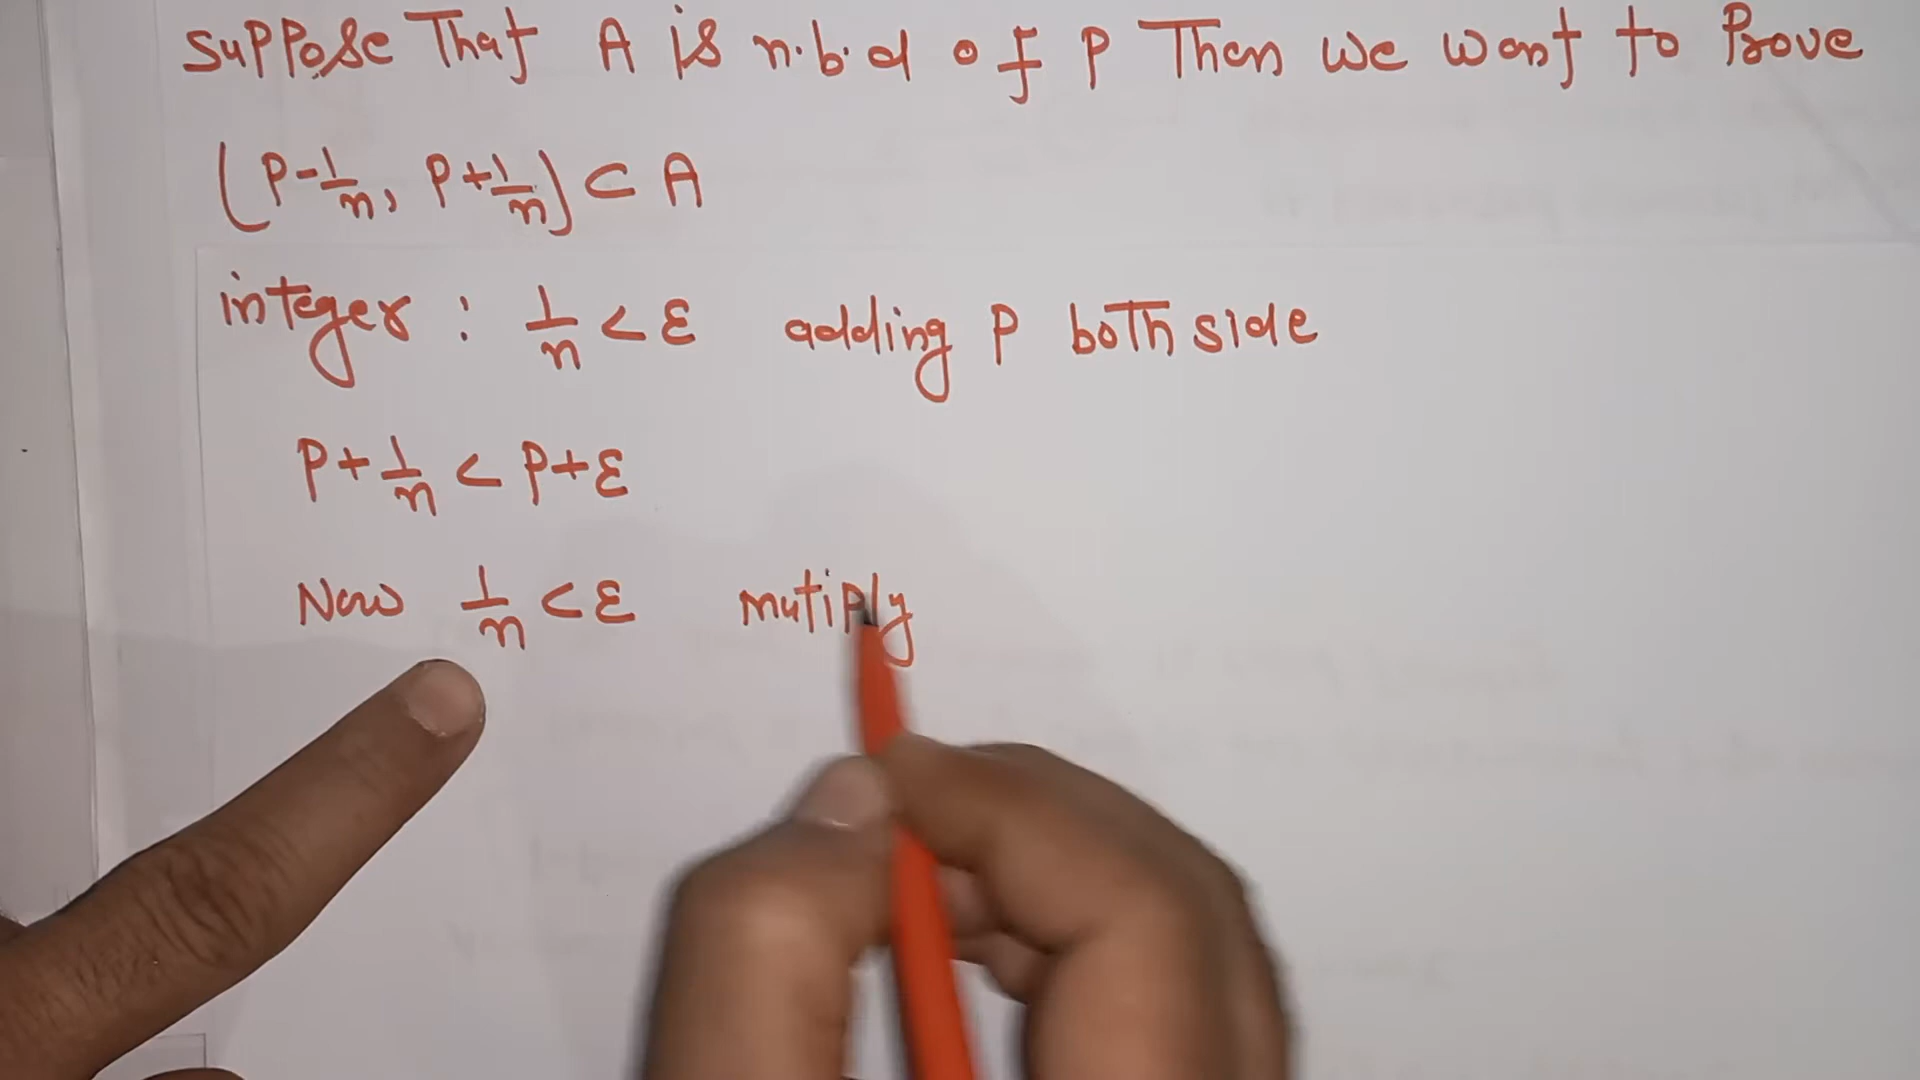 Suppose That A is n.b.d of P Then we want to Prove
(P-1/n, P+1/n) ⊂ A
integer : 1/n < ε adding P both side
P+1/n < P+ε
Now 1/n < ε mutiply